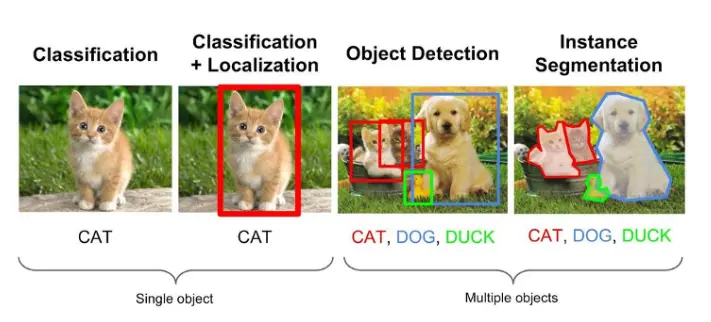 Classification
Classification
+ Localization
Object Detection
Instance
Segmentation
CAT
CAT
CAT, DOG, DUCK
CAT, DOG, DUCK
Single object
Multiple objects